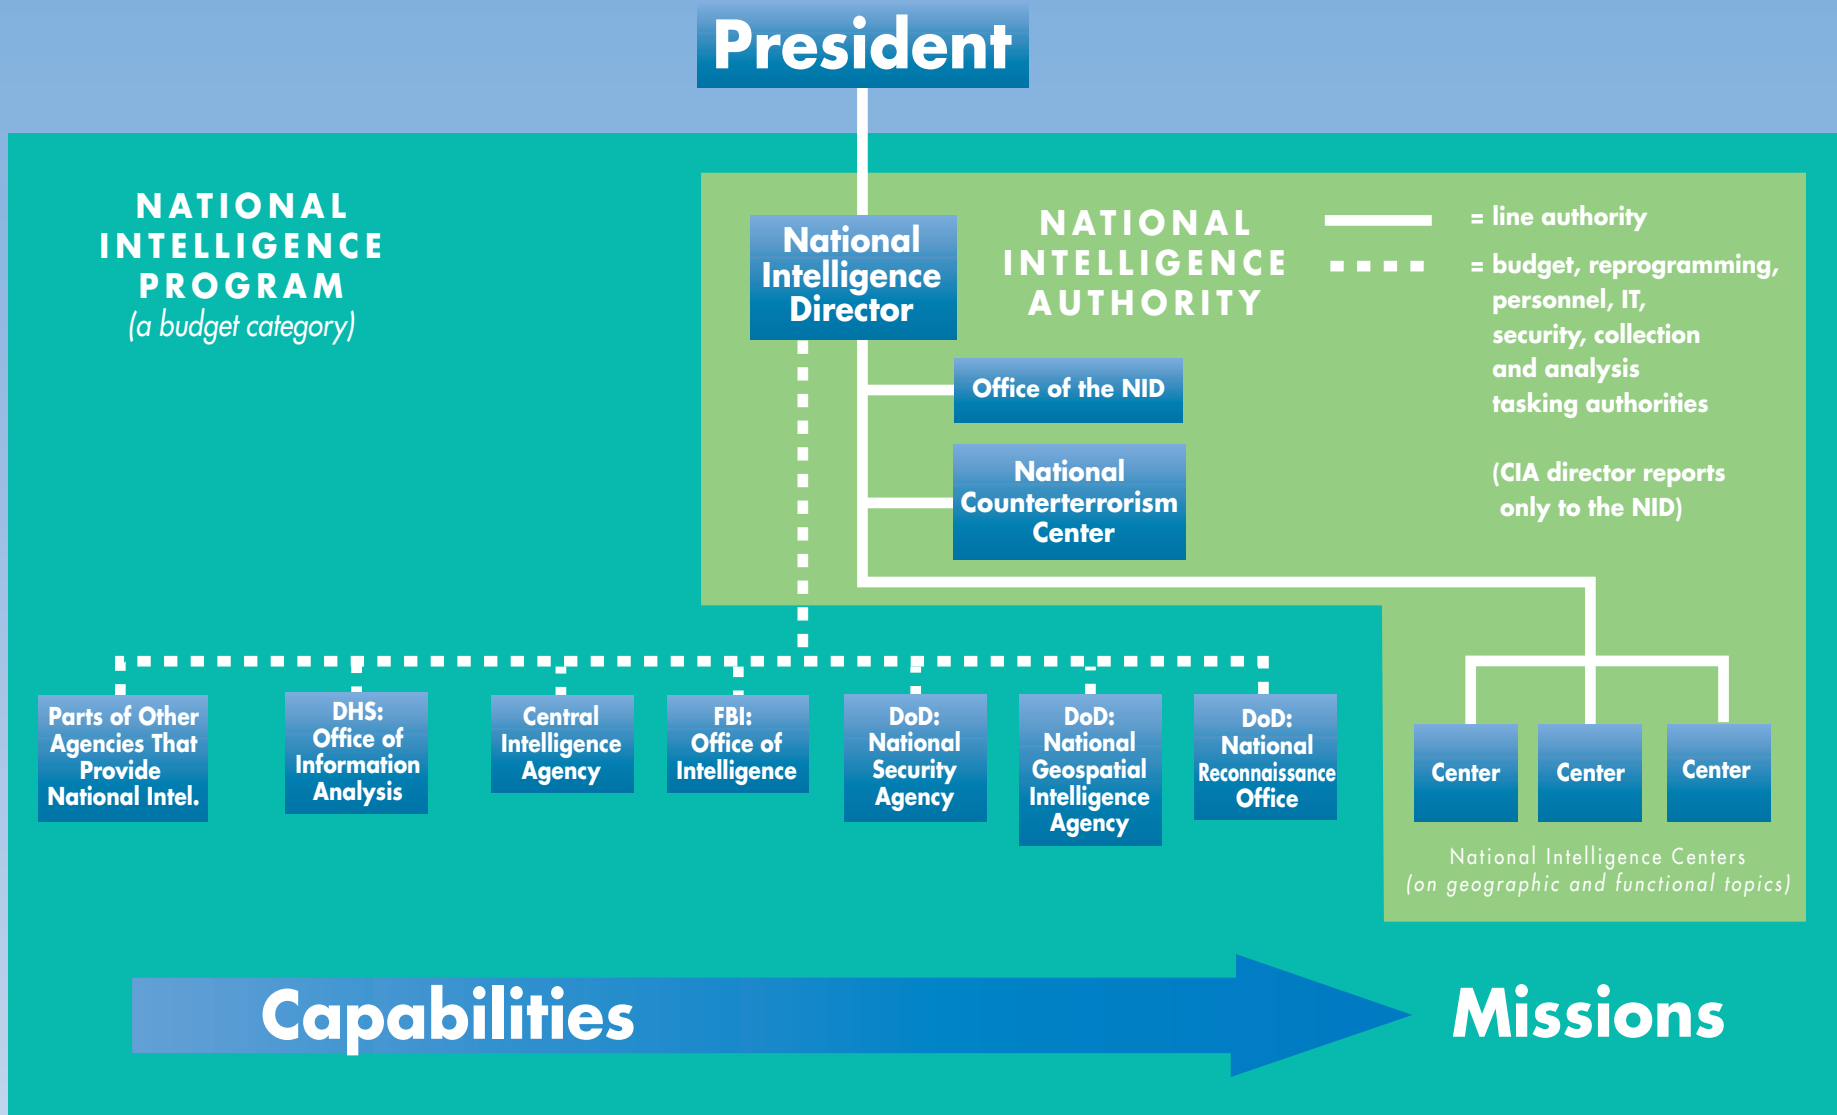 President
NATIONAL
INTELLIGENCE
PROGRAM
(a budget category)
National
Intelligence
Director
NATIONAL
INTELLIGENCE
AUTHORITY
= line authority
= budget, reprogramming,
personnel, IT,
security, collection
and analysis
tasking authorities
(CIA director reports
only to the NID)
Office of the NID
National
Counterterrorism
Center
Parts of Other
Agencies That
Provide
National Intel.
DHS:
Office of
Information
Analysis
Central
Intelligence
Agency
FBI:
Office of
Intelligence
DoD:
National
Security
Agency
DoD:
National
Geospatial
Intelligence
Agency
DoD:
National
Reconnaissance
Office
Center
Center
Center
National Intelligence Centers
(on geographic and functional topics)
Capabilities
Missions